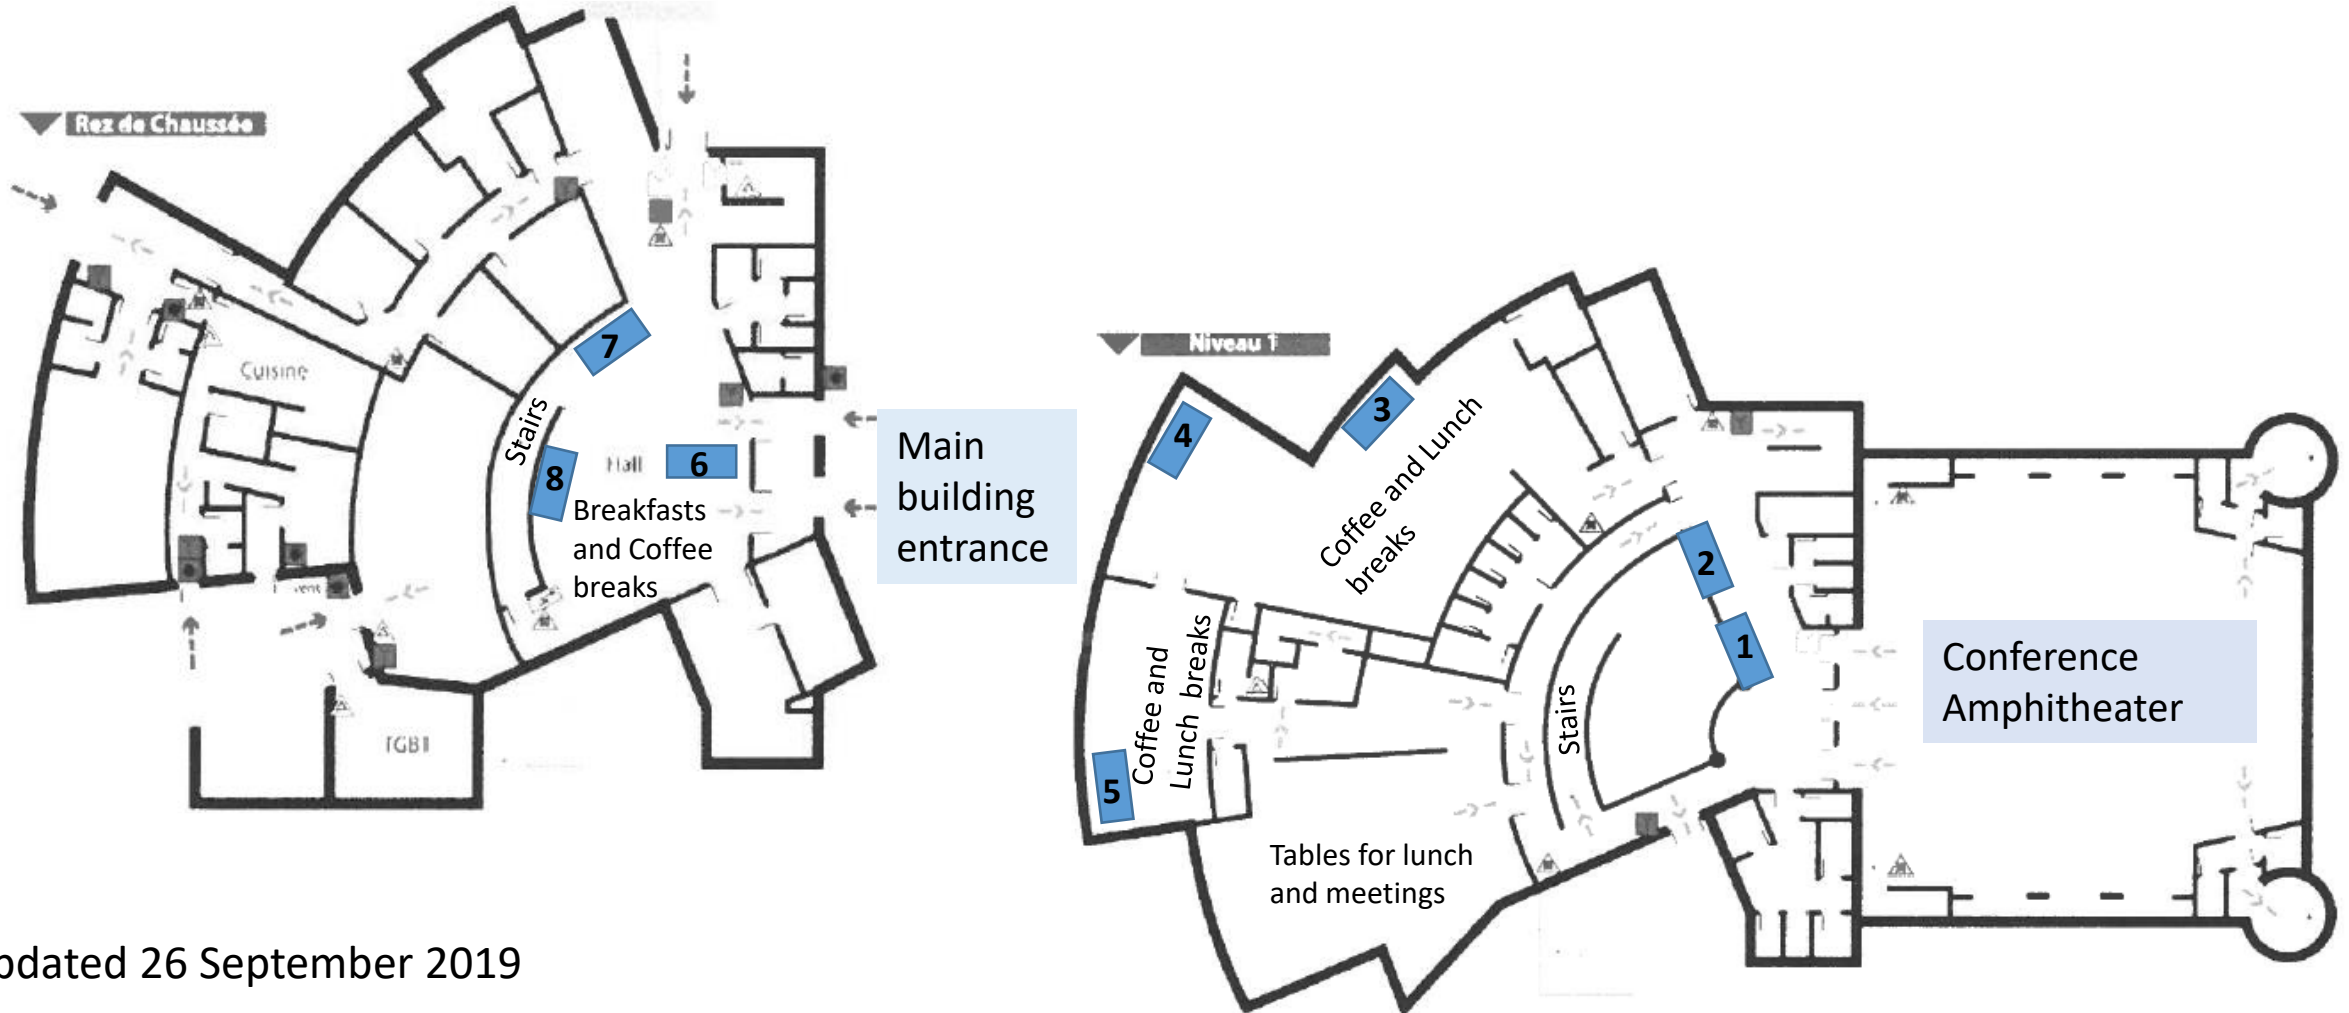 Rez de Chaussée
Cuisine
Stairs
7
8
Hall
6
Breakfasts
and Coffee
breaks
Main
building
entrance
TGBT
Niveau 1
4
3
Coffee and Lunch
breaks
2
1
Coffee and
Lunch breaks
5
Stairs
Conference
Amphitheater
Tables for lunch
and meetings
pdated 26 September 2019